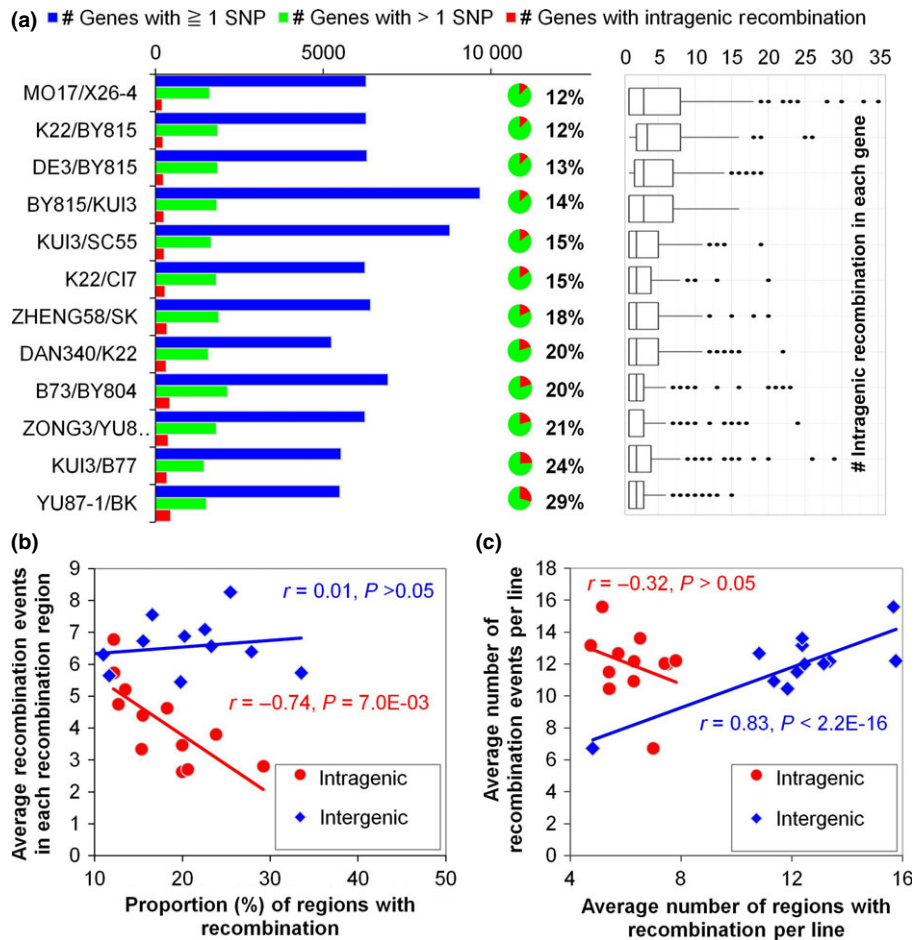 (a) # Genes with ≧ 1 SNP # Genes with > 1 SNP # Genes with intragenic recombination
0 5000 10 000
0 5 10 15 20 25 30 35
MO17/X26-4 12%
K22/BY815 12%
DE3/BY815 13%
BY815/KUI3 14%
KUI3/SC55 15%
K22/CI7 15%
ZHENG58/SK 18%
DAN340/K22 20%
B73/BY804 20%
ZONG3/YU8.. 21%
KUI3/B77 24%
YU87-1/BK 29%
# Intragenic recombination in each gene
(b)
Average recombination events
in each recombination region
9
8
7
6
5
4
3
2
1
0
r = 0.01, P >0.05
r = –0.74, P = 7.0E-03
Intragenic
Intergenic
10 20 30 40 50
Proportion (%) of regions with
recombination
(c)
Average number of
recombination events per line
18
16
14
12
10
8
6
4
2
0
r = –0.32, P > 0.05
r = 0.83, P < 2.2E-16
Intragenic
Intergenic
4 8 12 16
Average number of regions with
recombination per line